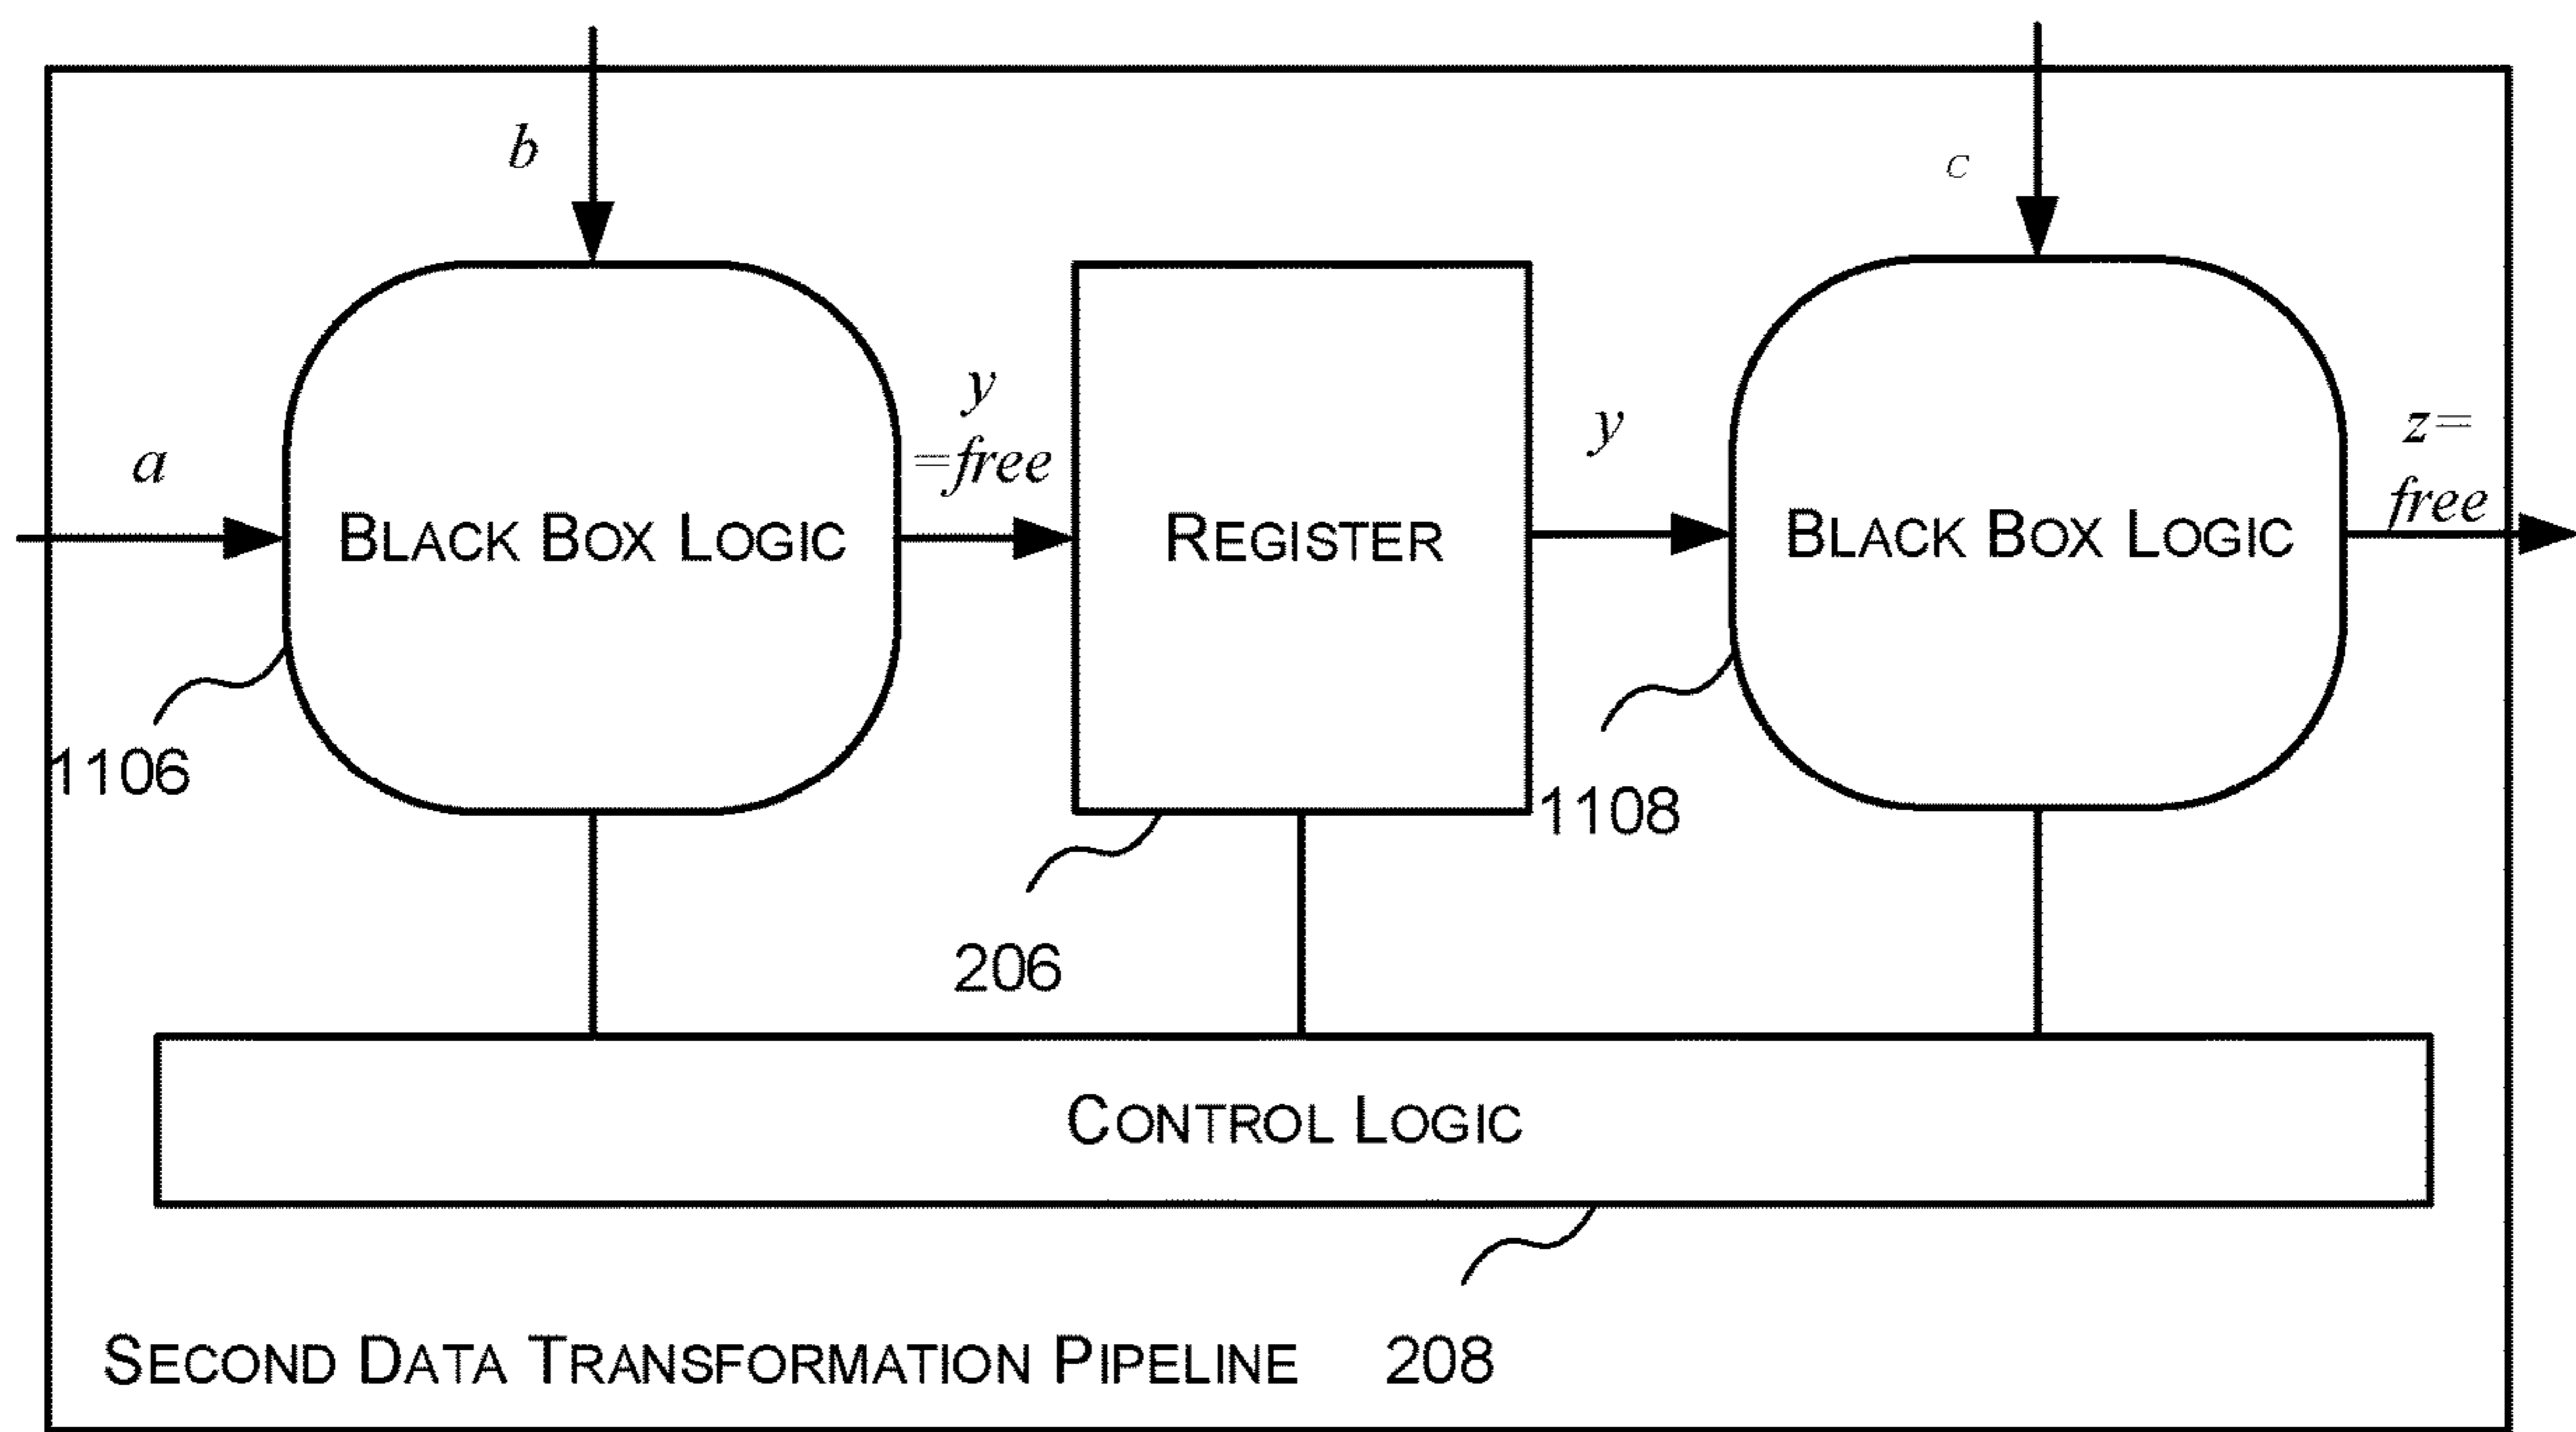 b
c
a
BLACK BOX LOGIC
y
=free
REGISTER
y
BLACK BOX LOGIC
z=
free
1106
206
1108
CONTROL LOGIC
SECOND DATA TRANSFORMATION PIPELINE
208